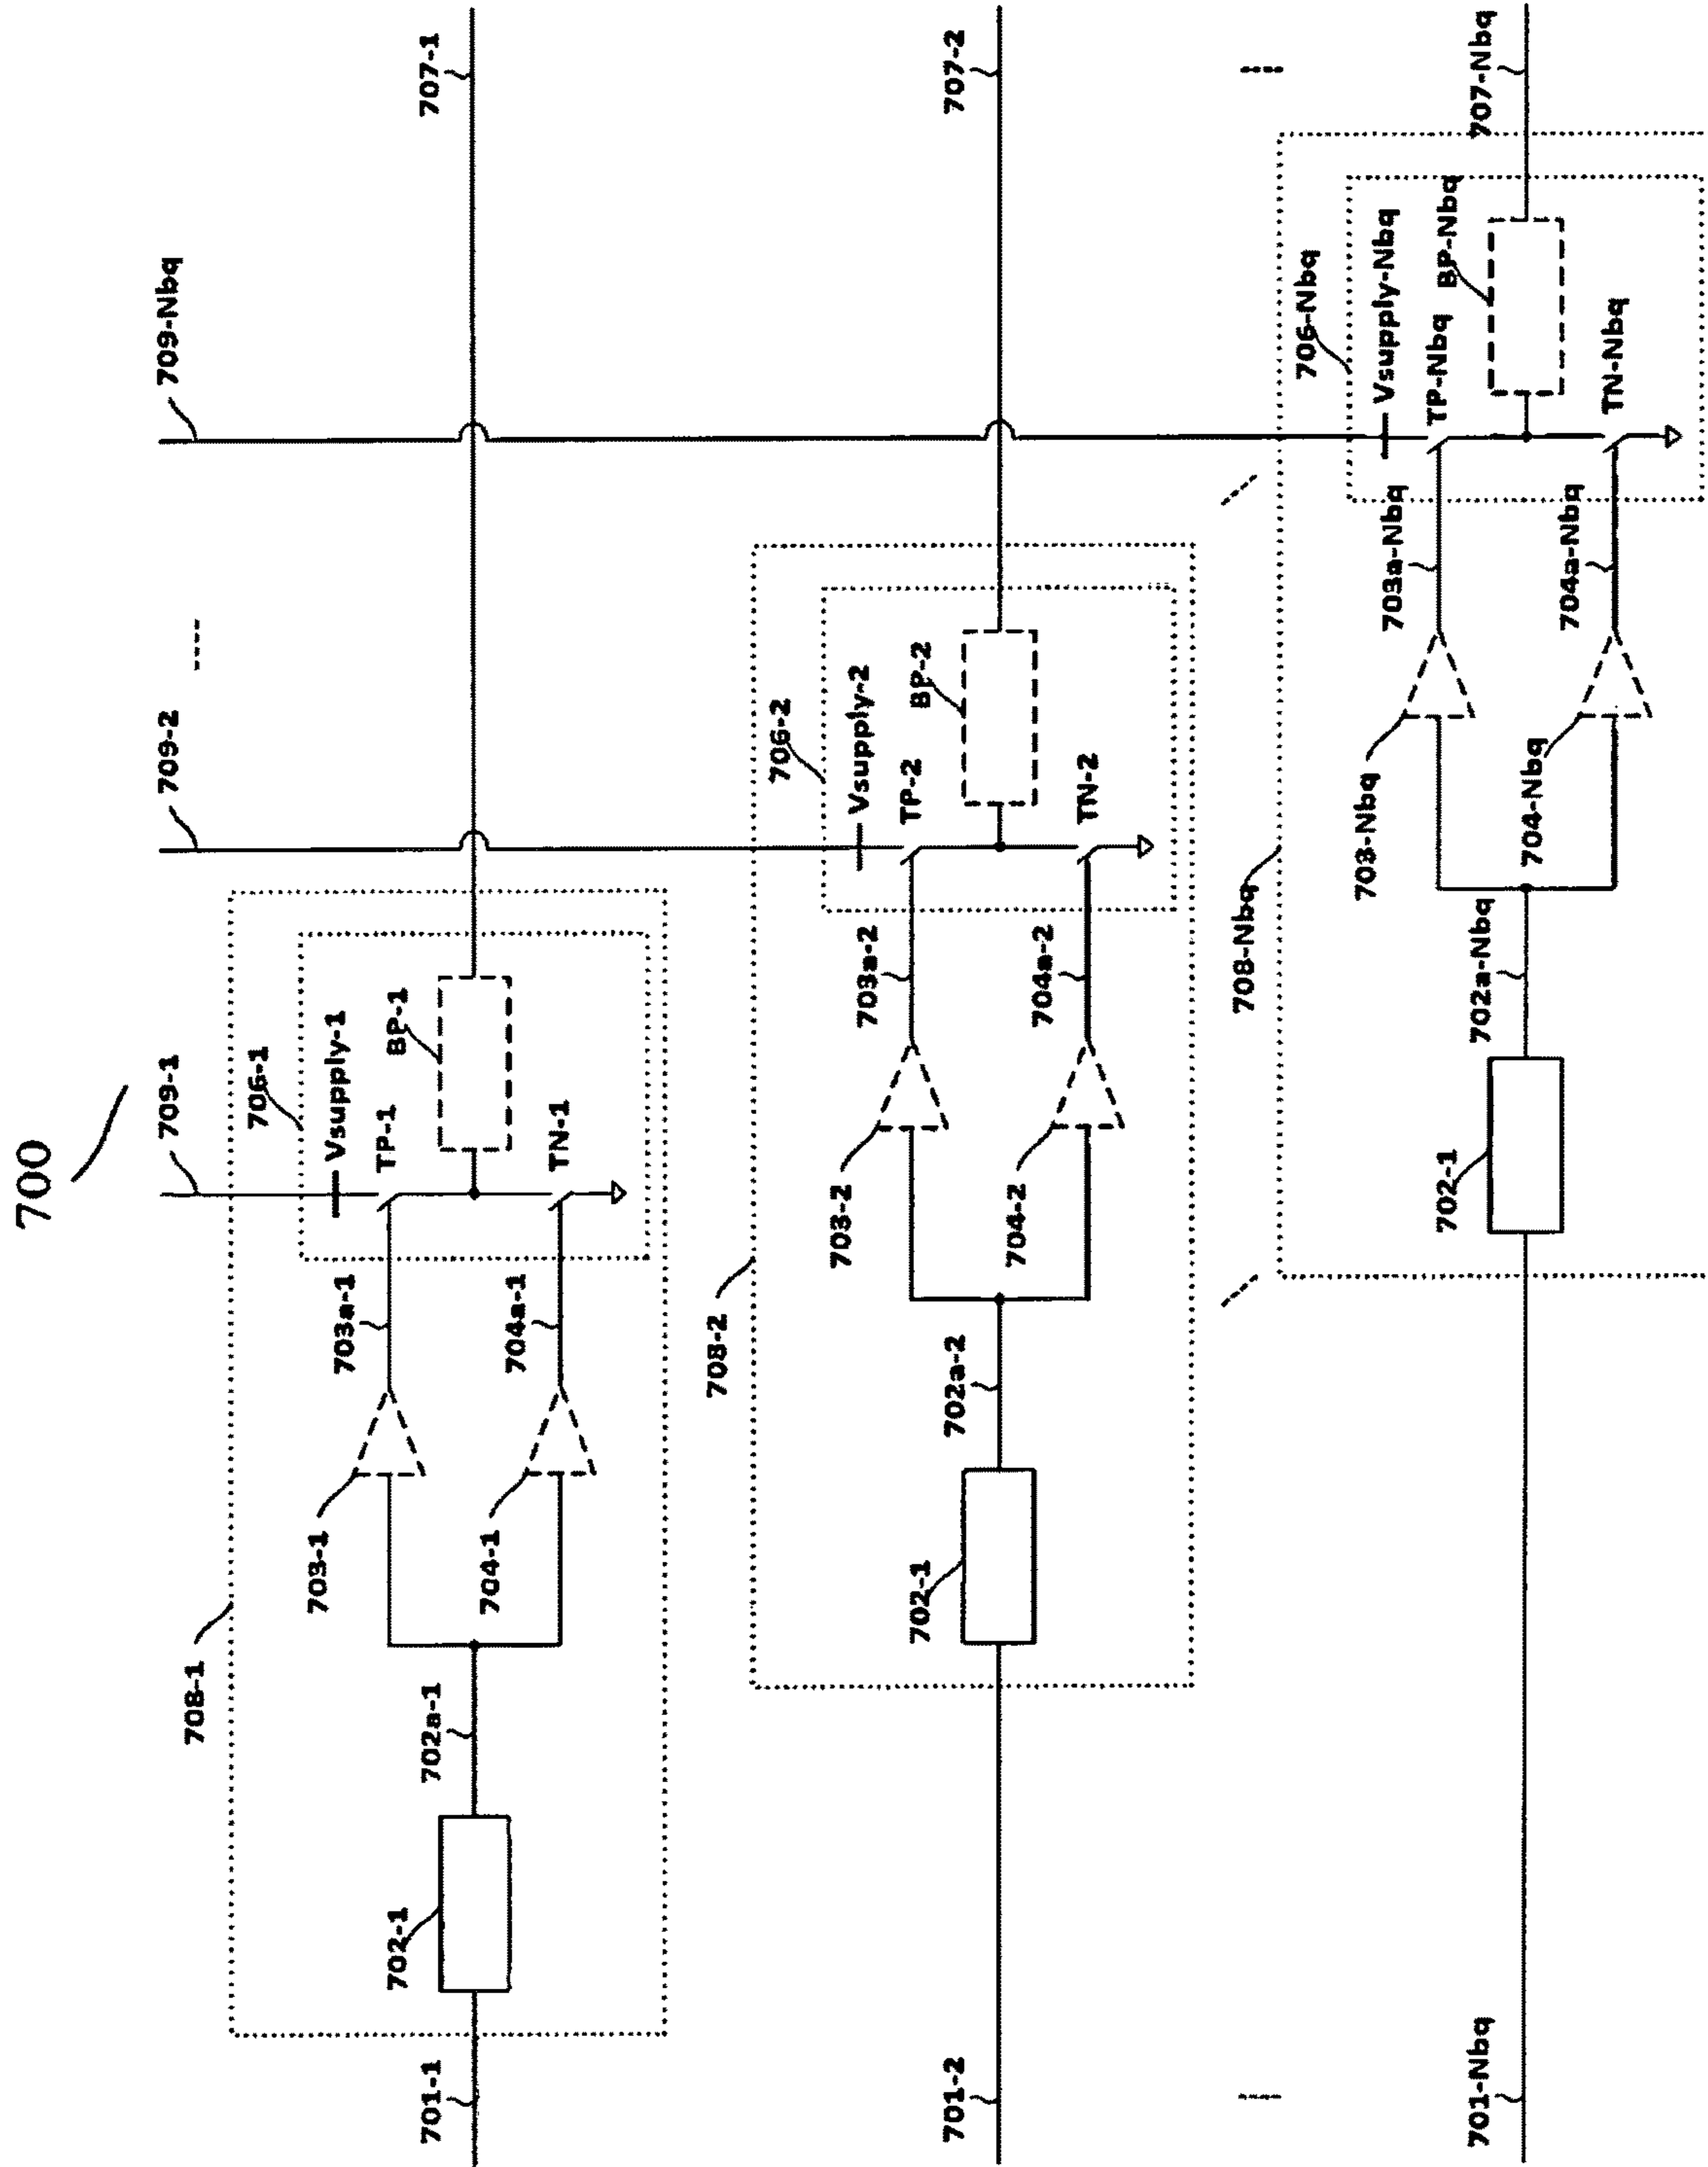 700
709-1
709-2
709-Nbq
708-1
706-1
Vsupply-1
703-1
703a-1
TP-1
BP-1
701-1
702-1
702a-1
707-1
704-1
704a-1
TN-1
708-2
706-2
Vsupply-2
703-2
703a-2
TP-2
BP-2
701-2
702-1
702a-2
707-2
704-2
704a-2
TN-2
708-Nbq
706-Nbq
Vsupply-Nbq
703-Nbq
703a-Nbq
TP-Nbq
BP-Nbq
701-Nbq
702-1
702a-Nbq
707-Nbq
704-Nbq
704a-Nbq
TN-Nbq